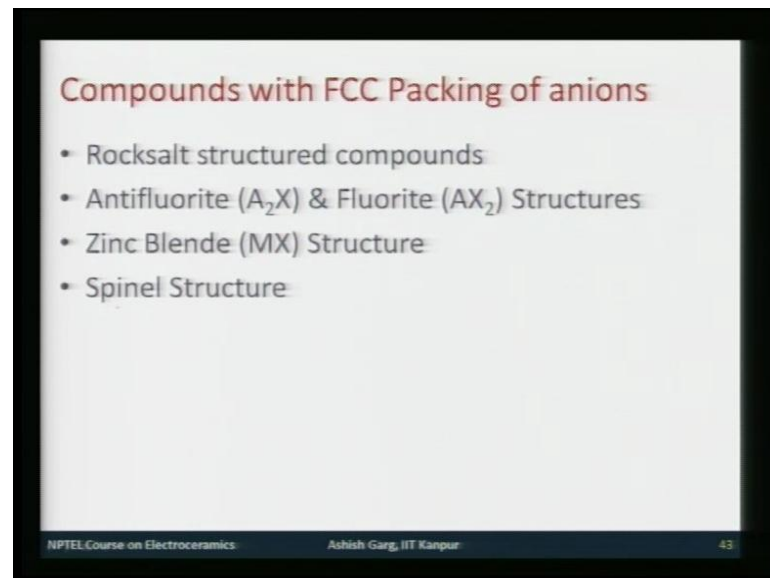 Compounds with FCC Packing of anions
• Rocksalt structured compounds
• Antifluorite (A₂X) & Fluorite (AX₂) Structures
• Zinc Blende (MX) Structure
• Spinel Structure
NPTEL Course on Electroceramics Ashish Garg, IIT Kanpur 43